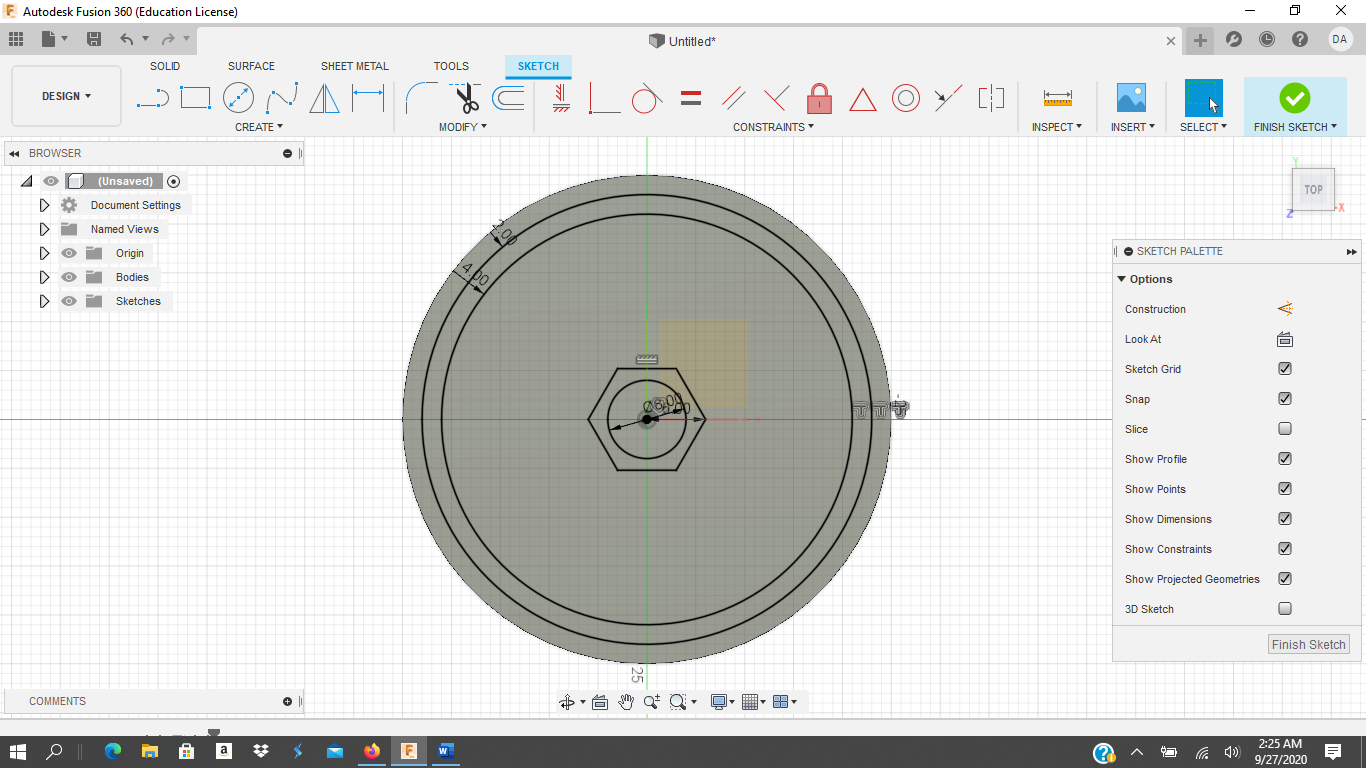 Autodesk Fusion 360 (Education License)
Untitled*
DA
SOLID SURFACE SHEET METAL TOOLS SKETCH
DESIGN
CREATE MODIFY CONSTRAINTS INSPECT INSERT SELECT FINISH SKETCH
BROWSER
(Unsaved)
Document Settings
Named Views
Origin
Bodies
Sketches
Y
TOP
Z X
SKETCH PALETTE
Options
Construction
Look At
Sketch Grid
Snap
Slice
Show Profile
Show Points
Show Dimensions
Show Constraints
Show Projected Geometries
3D Sketch
Finish Sketch
2.00
4.00
25
COMMENTS
a
W
2:25 AM
9/27/2020